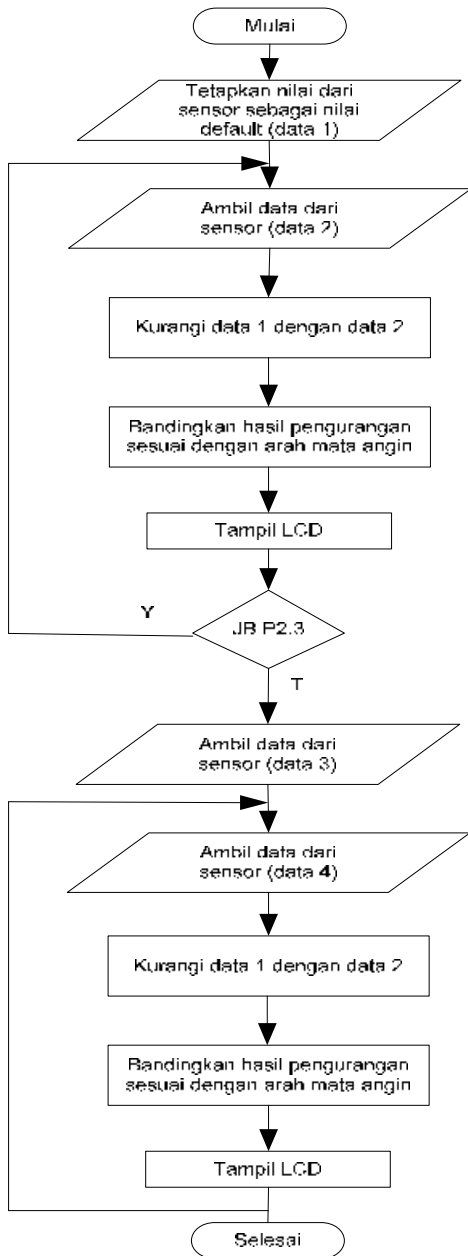 Mulai
Tetapkan nilai dari
sensor sebagai nilai
default (data 1)
Ambil data dari
sensor (data 2)
Kurangi data 1 dengan data 2
Bandingkan hasil pengurangan
sesuai dengan arah mata angin
Tampil LCD
Y
JB P2.3
T
Ambil data dari
sensor (data 3)
Ambil data dari
sensor (data 4)
Kurangi data 1 dengan data 2
Bandingkan hasil pengurangan
sesuai dengan arah mata angin
Tampil LCD
Selesai